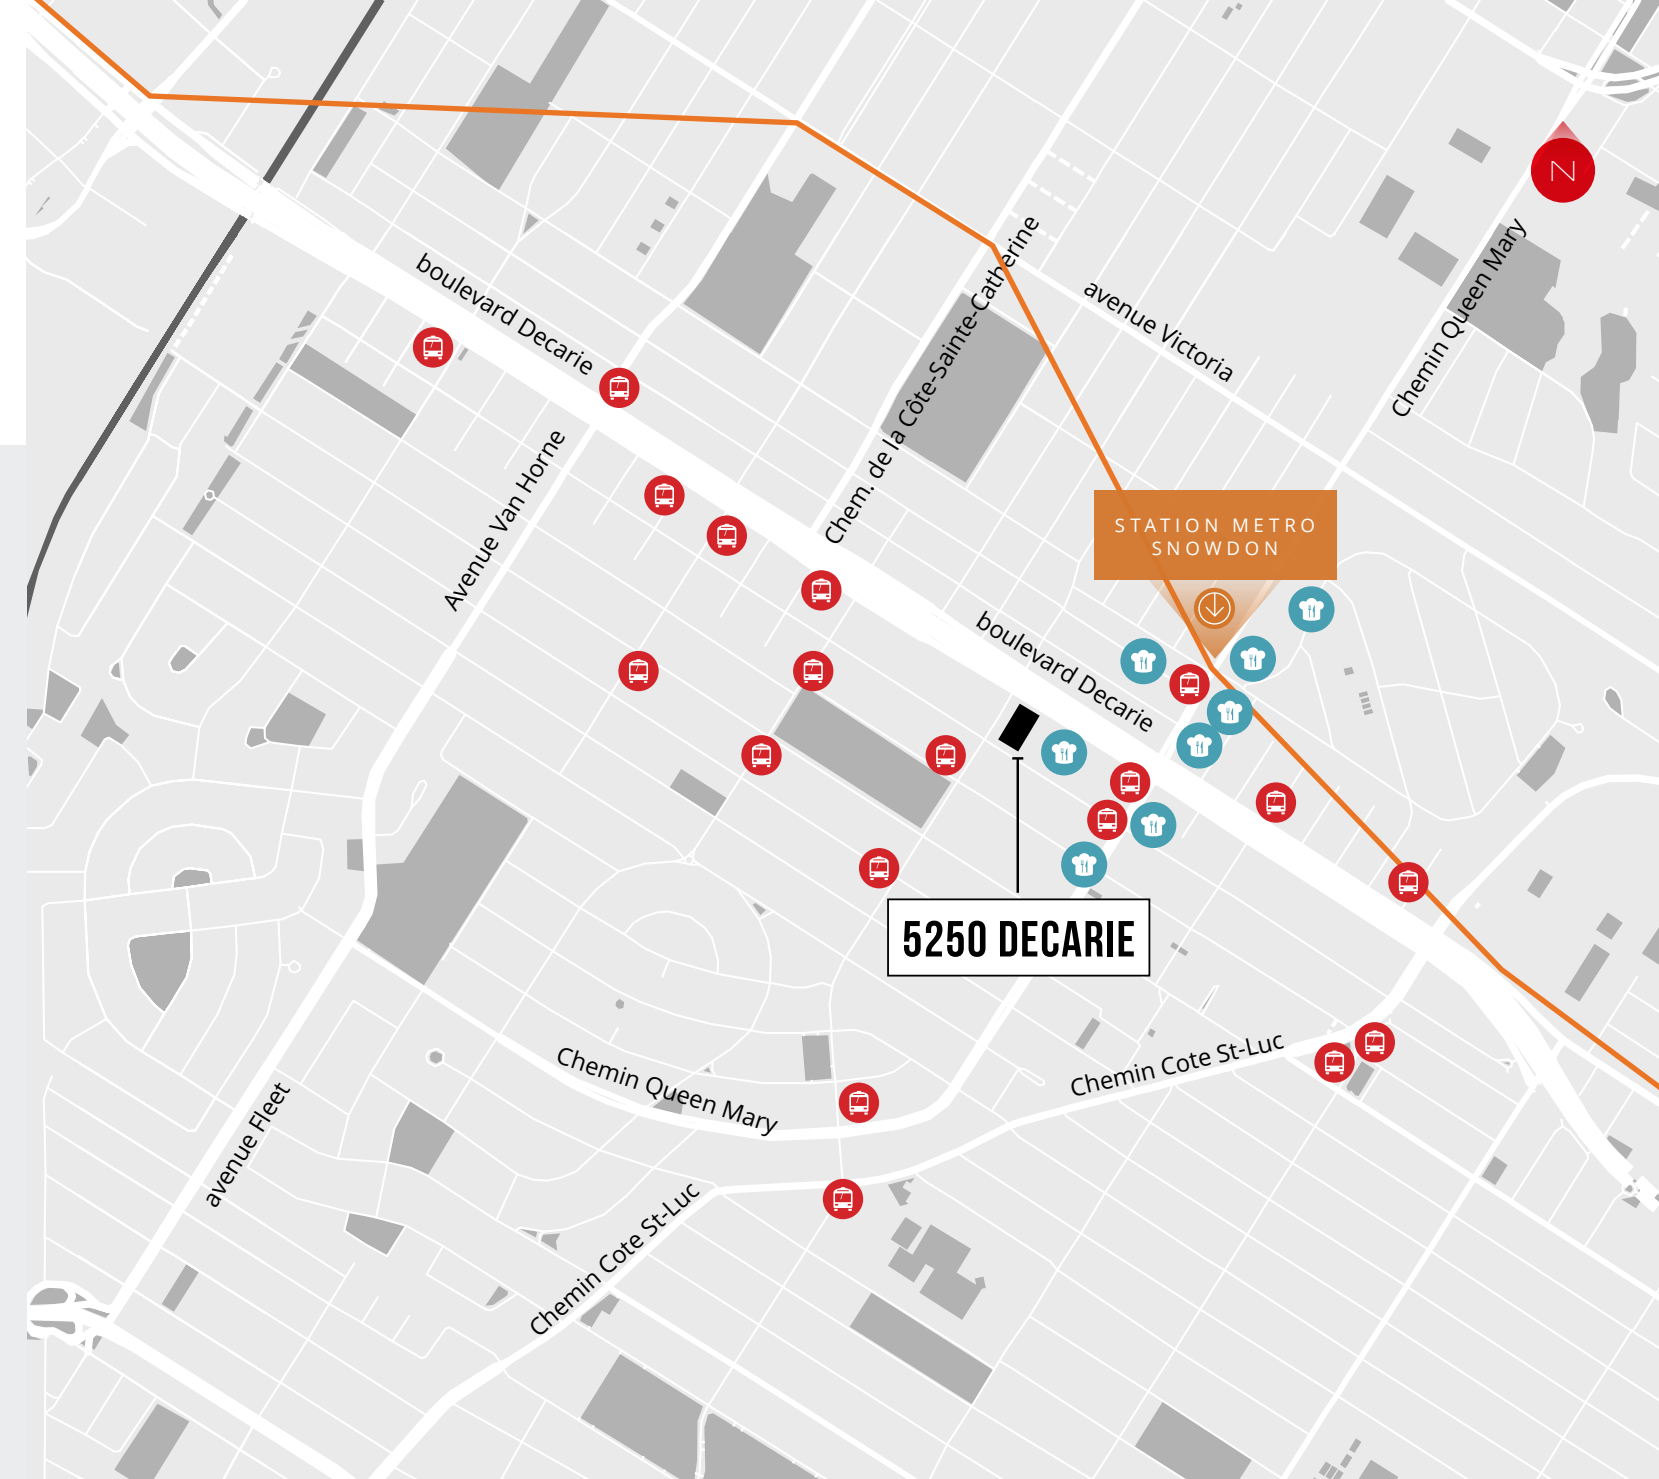 N
boulevard Decarie
Chem. de la Côte-Sainte-Catherine
avenue Victoria
Chemin Queen Mary
Avenue Van Horne
STATION METRO
SNOWDON
boulevard Decarie
5250 DECARIE
Chemin Queen Mary
Chemin Cote St-Luc
avenue Fleet
Chemin Cote St-Luc